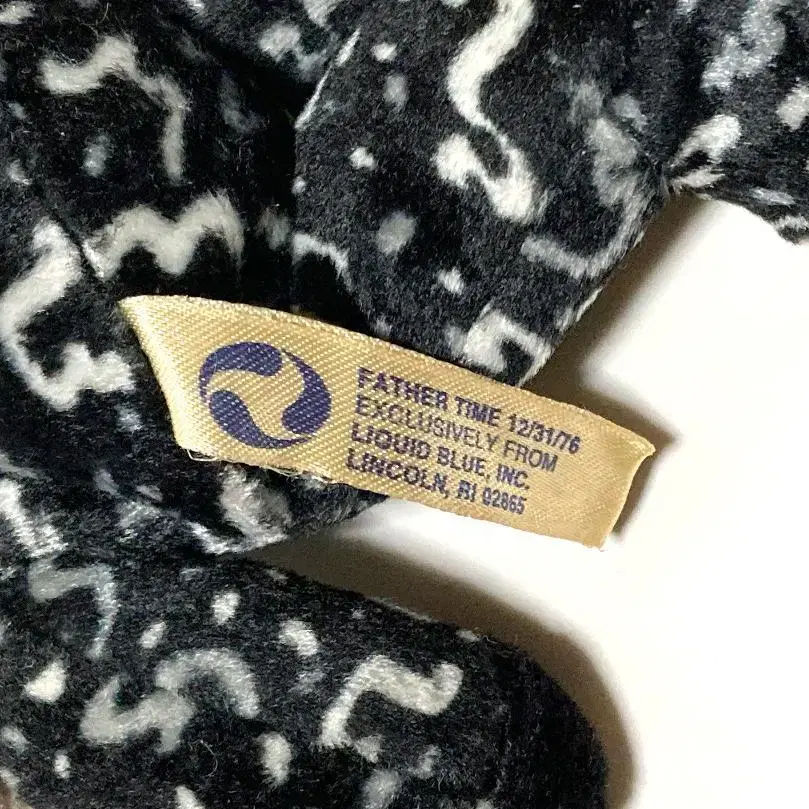 FATHER TIME 12/31/76
EXCLUSIVELY FROM
LIQUID BLUE, INC.
LINCOLN, RI 02865